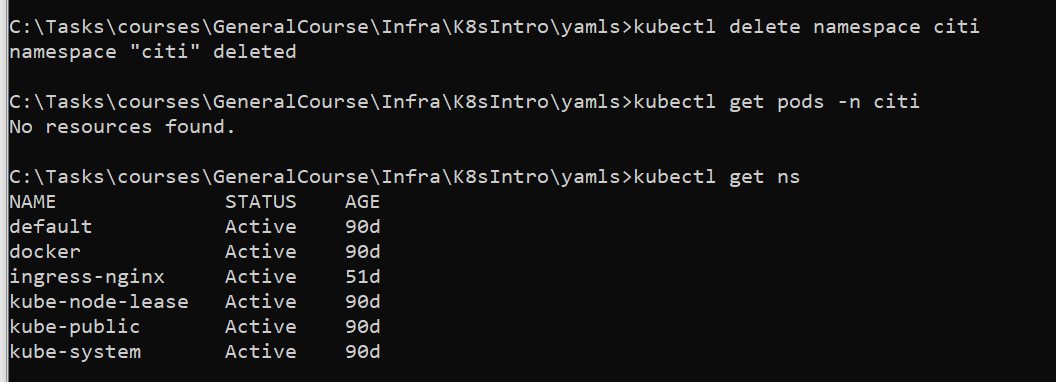 C:\Tasks\courses\GeneralCourse\Infra\K8sIntro\yamls>kubectl delete namespace citi
namespace "citi" deleted
C:\Tasks\courses\GeneralCourse\Infra\K8sIntro\yamls>kubectl get pods -n citi
No resources found.
C:\Tasks\courses\GeneralCourse\Infra\K8sIntro\yamls>kubectl get ns
NAME STATUS AGE
default Active 90d
docker Active 90d
ingress-nginx Active 51d
kube-node-lease Active 90d
kube-public Active 90d
kube-system Active 90d